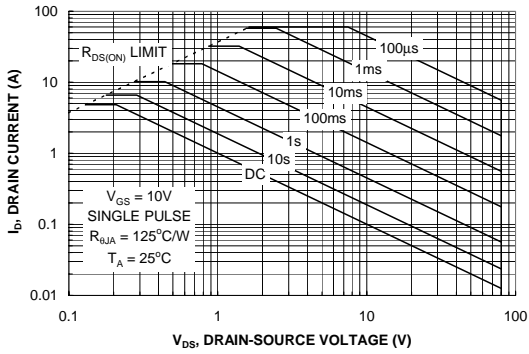 100
10
1
0.1
0.01
I_D, DRAIN CURRENT (A)
R_DS(ON) LIMIT
100µs
1ms
10ms
100ms
1s
10s
DC
V_GS = 10V
SINGLE PULSE
R_θJA = 125°C/W
T_A = 25°C
0.1
1
10
100
V_DS, DRAIN-SOURCE VOLTAGE (V)